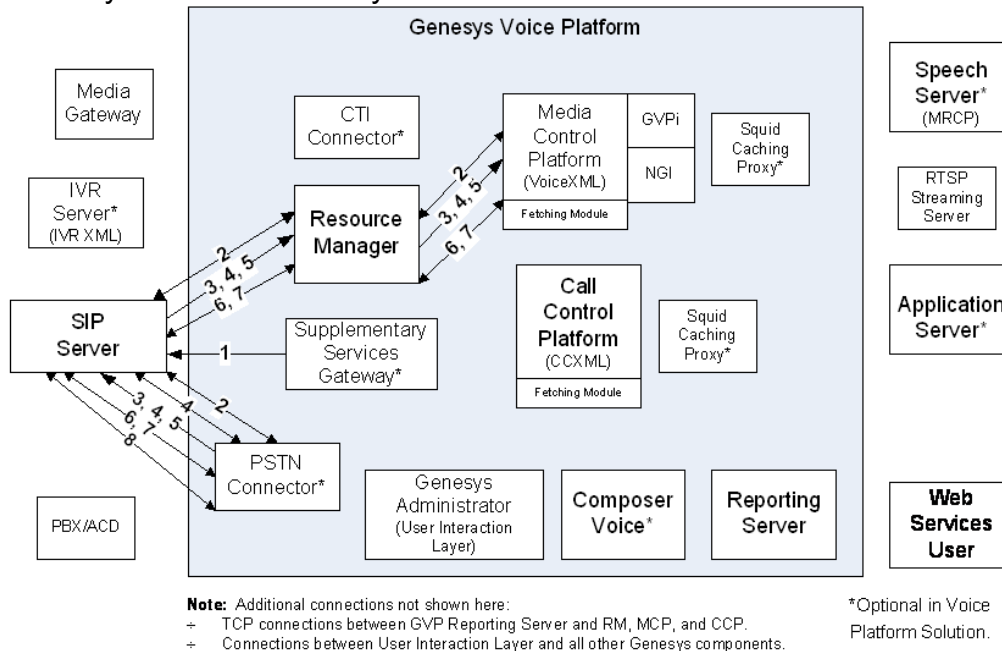 Genesys Voice Platform
Media
Gateway
IVR
Server*
(IVR XML)
SIP
Server
PBX/ACD
CTI
Connector*
Resource
Manager
Supplementary
Services
Gateway*
PSTN
Connector*
Media
Control
Platform
(VoiceXML)
Fetching Module
GVPi
NGI
Squid
Caching
Proxy*
Call
Control
Platform
(CCXML)
Fetching Module
Squid
Caching
Proxy*
Genesys
Administrator
(User Interaction
Layer)
Composer
Voice*
Reporting
Server
Speech
Server*
(MRCP)
RTSP
Streaming
Server
Application
Server*
Web
Services
User
2
3, 4, 5
6, 7
2
3, 4, 5
6, 7
1
2
4
3, 4, 5
6, 7
8
Note: Additional connections not shown here:
÷ TCP connections between GVP Reporting Server and RM, MCP, and CCP.
÷ Connections between User Interaction Layer and all other Genesys components.
*Optional in Voice
Platform Solution.